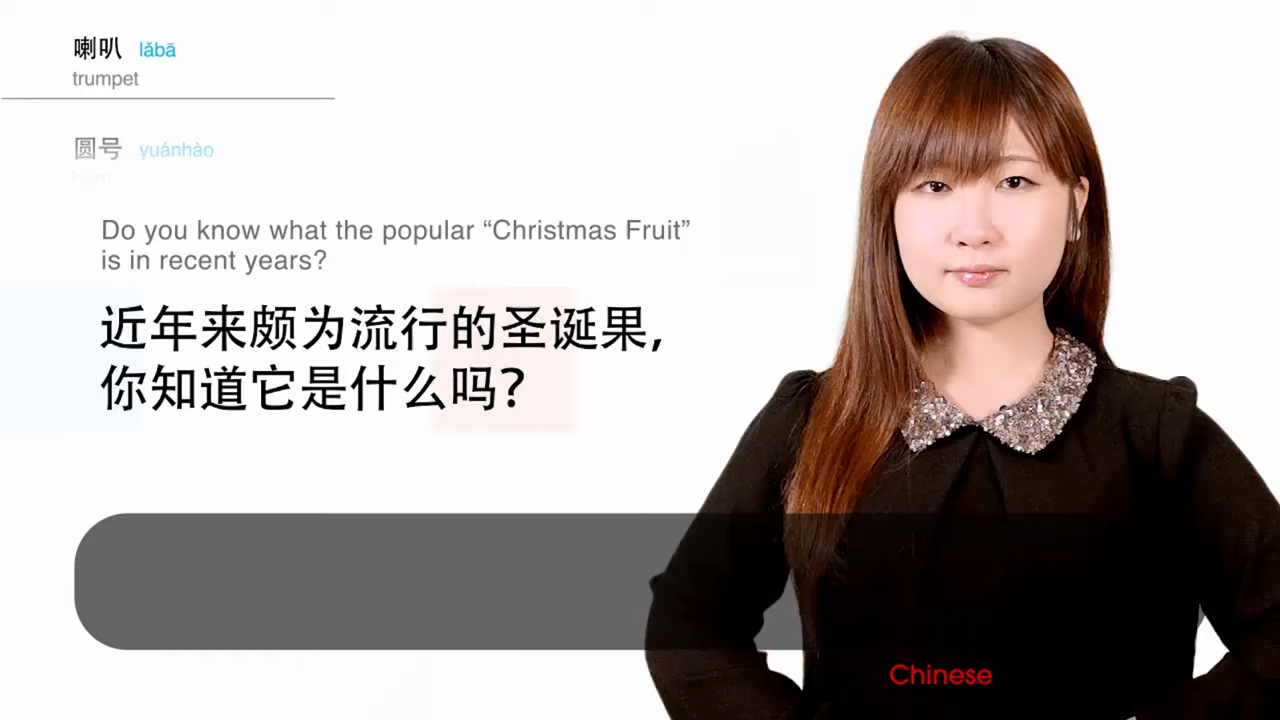 喇叭 lǎbā
trumpet
圆号 yuánhào
horn
Do you know what the popular “Christmas Fruit”
is in recent years?
近年来颇为流行的圣诞果,
你知道它是什么吗?
Chinese